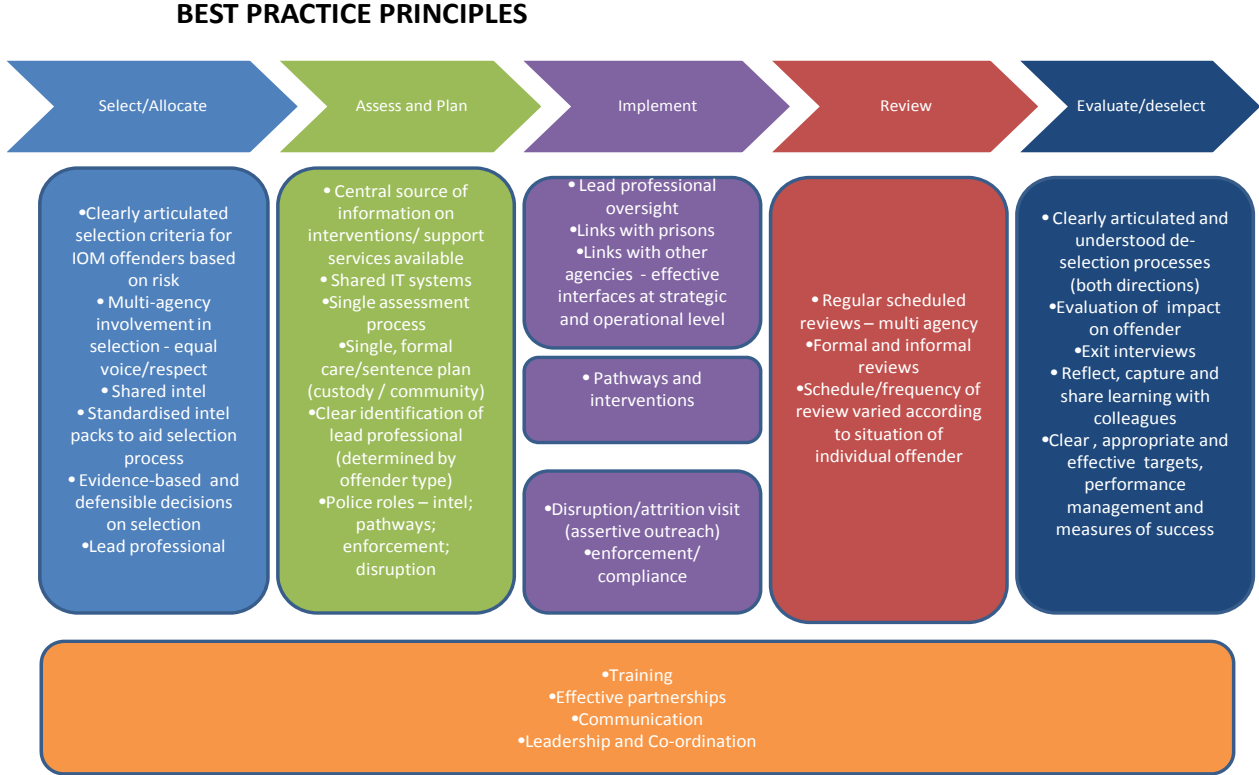 BEST PRACTICE PRINCIPLES
Select/Allocate
Assess and Plan
Implement
Review
Evaluate/deselect
•Clearly articulated
selection criteria for
IOM offenders based
on risk
• Multi-agency
involvement in
selection - equal
voice/respect
• Shared intel
• Standardised intel
packs to aid selection
process
• Evidence-based and
defensible decisions
on selection
•Lead professional
• Central source of
information on
interventions/ support
services available
• Shared IT systems
•Single assessment
process
•Single, formal
care/sentence plan
(custody / community)
•Clear identification of
lead professional
(determined by
offender type)
•Police roles – intel;
pathways;
enforcement;
disruption
• Lead professional
oversight
•Links with prisons
•Links with other
agencies - effective
interfaces at strategic
and operational level
• Pathways and
interventions
•Disruption/attrition visit
(assertive outreach)
•enforcement/
compliance
• Regular scheduled
reviews – multi agency
• Formal and informal
reviews
•Schedule/frequency of
review varied according
to situation of
individual offender
• Clearly articulated and
understood de-
selection processes
(both directions)
•Evaluation of impact
on offender
•Exit interviews
• Reflect, capture and
share learning with
colleagues
•Clear , appropriate and
effective targets,
performance
management and
measures of success
•Training
•Effective partnerships
•Communication
•Leadership and Co-ordination